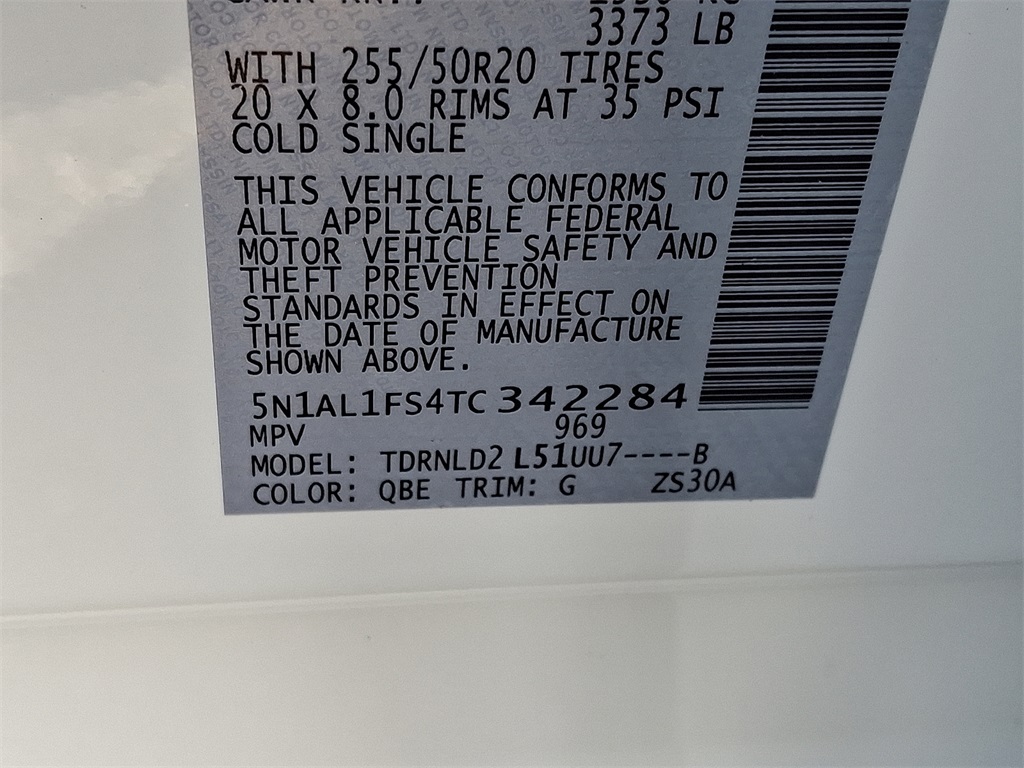 3373 LB
WITH 255/50R20 TIRES
20 X 8.0 RIMS AT 35 PSI
COLD SINGLE
THIS VEHICLE CONFORMS TO
ALL APPLICABLE FEDERAL
MOTOR VEHICLE SAFETY AND
THEFT PREVENTION
STANDARDS IN EFFECT ON
THE DATE OF MANUFACTURE
SHOWN ABOVE.
5N1AL1FS4TC342284
MPV 969
MODEL: TDRNLD2 L51UU7----B
COLOR: QBE TRIM: G ZS30A